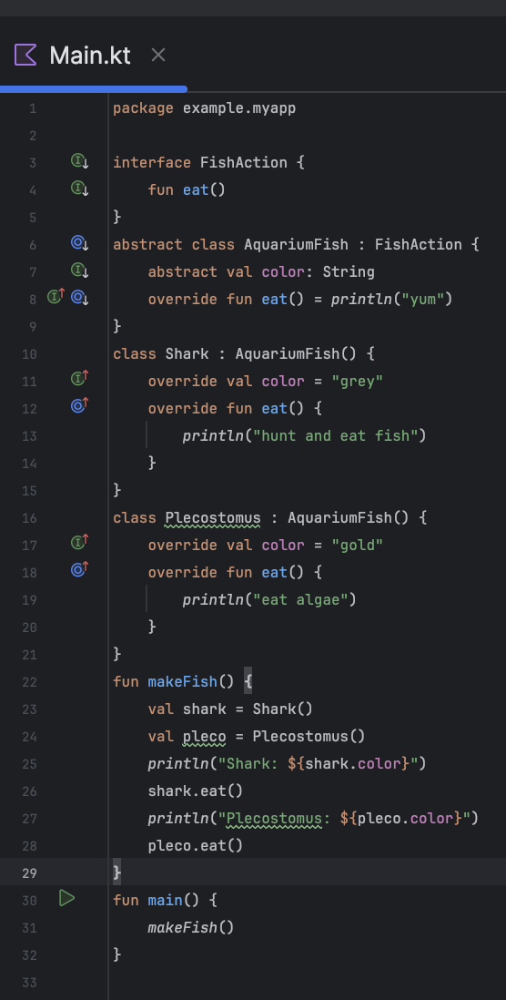 Main.kt
1 package example.myapp
2
3 interface FishAction {
4     fun eat()
5 }
6 abstract class AquariumFish : FishAction {
7     abstract val color: String
8     override fun eat() = println("yum")
9 }
10 class Shark : AquariumFish() {
11     override val color = "grey"
12     override fun eat() {
13         println("hunt and eat fish")
14     }
15 }
16 class Plecostomus : AquariumFish() {
17     override val color = "gold"
18     override fun eat() {
19         println("eat algae")
20     }
21 }
22 fun makeFish() {
23     val shark = Shark()
24     val pleco = Plecostomus()
25     println("Shark: ${shark.color}")
26     shark.eat()
27     println("Plecostomus: ${pleco.color}")
28     pleco.eat()
29 }
30 fun main() {
31     makeFish()
32 }
33